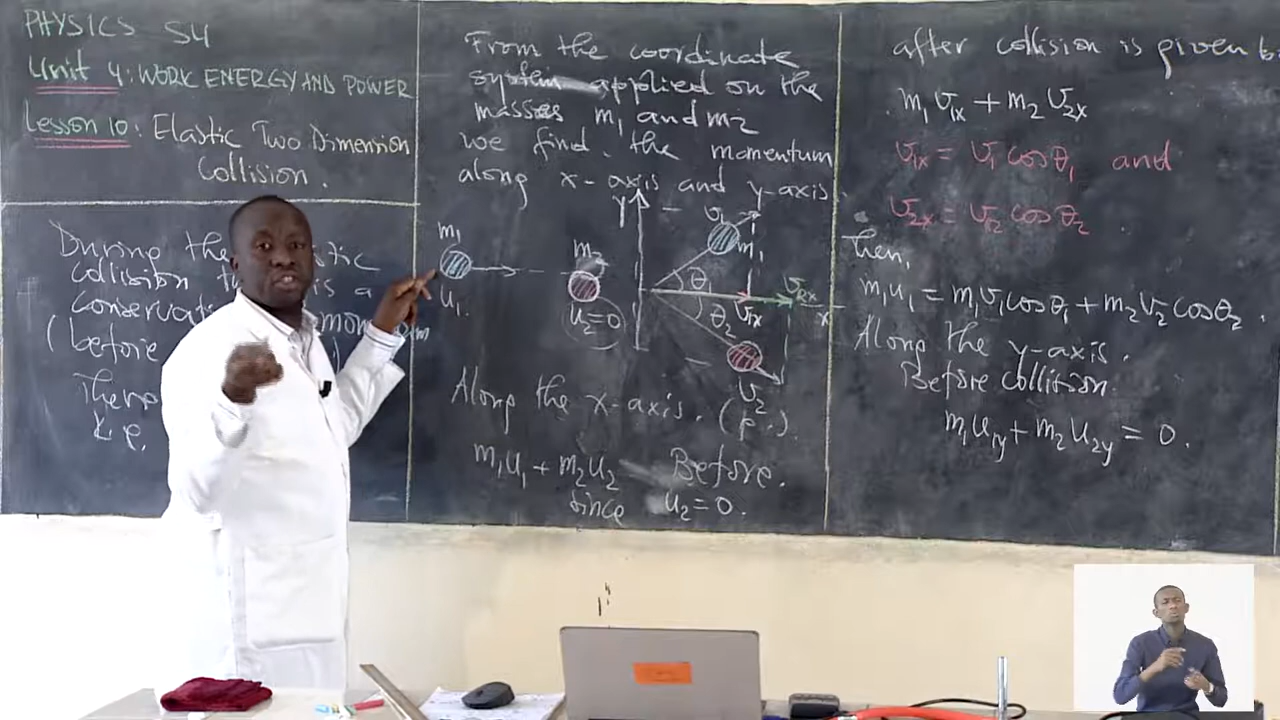 PHYSICS S4
Unit 4: WORK ENERGY AND POWER
Lesson 10: Elastic Two Dimension
Collision.
During the
collision is a
(before
k.e.
From the coordinate
system applied on the
masses m₁ and m₂
we find. the momentum
along x-axis and y-axis.
m₁
u₁.
m₂
u₂=0
y
v₁
m₁
θ₁
θ₂
v₁ₓ
v₂ₓ
x
v₂
Along the x-axis. (p.)
m₁u₁ + m₂u₂ Before.
since u₂=0.
after collision is given
m₁v₁ₓ + m₂v₂ₓ
v₁ₓ = v₁ cosθ₁ and
v₂ₓ = v₂ cosθ₂.
Then,
m₁u₁ = m₁v₁cosθ₁ + m₂v₂cosθ₂.
Along the y-axis.
Before collision.
m₁u₁y + m₂u₂y = 0.